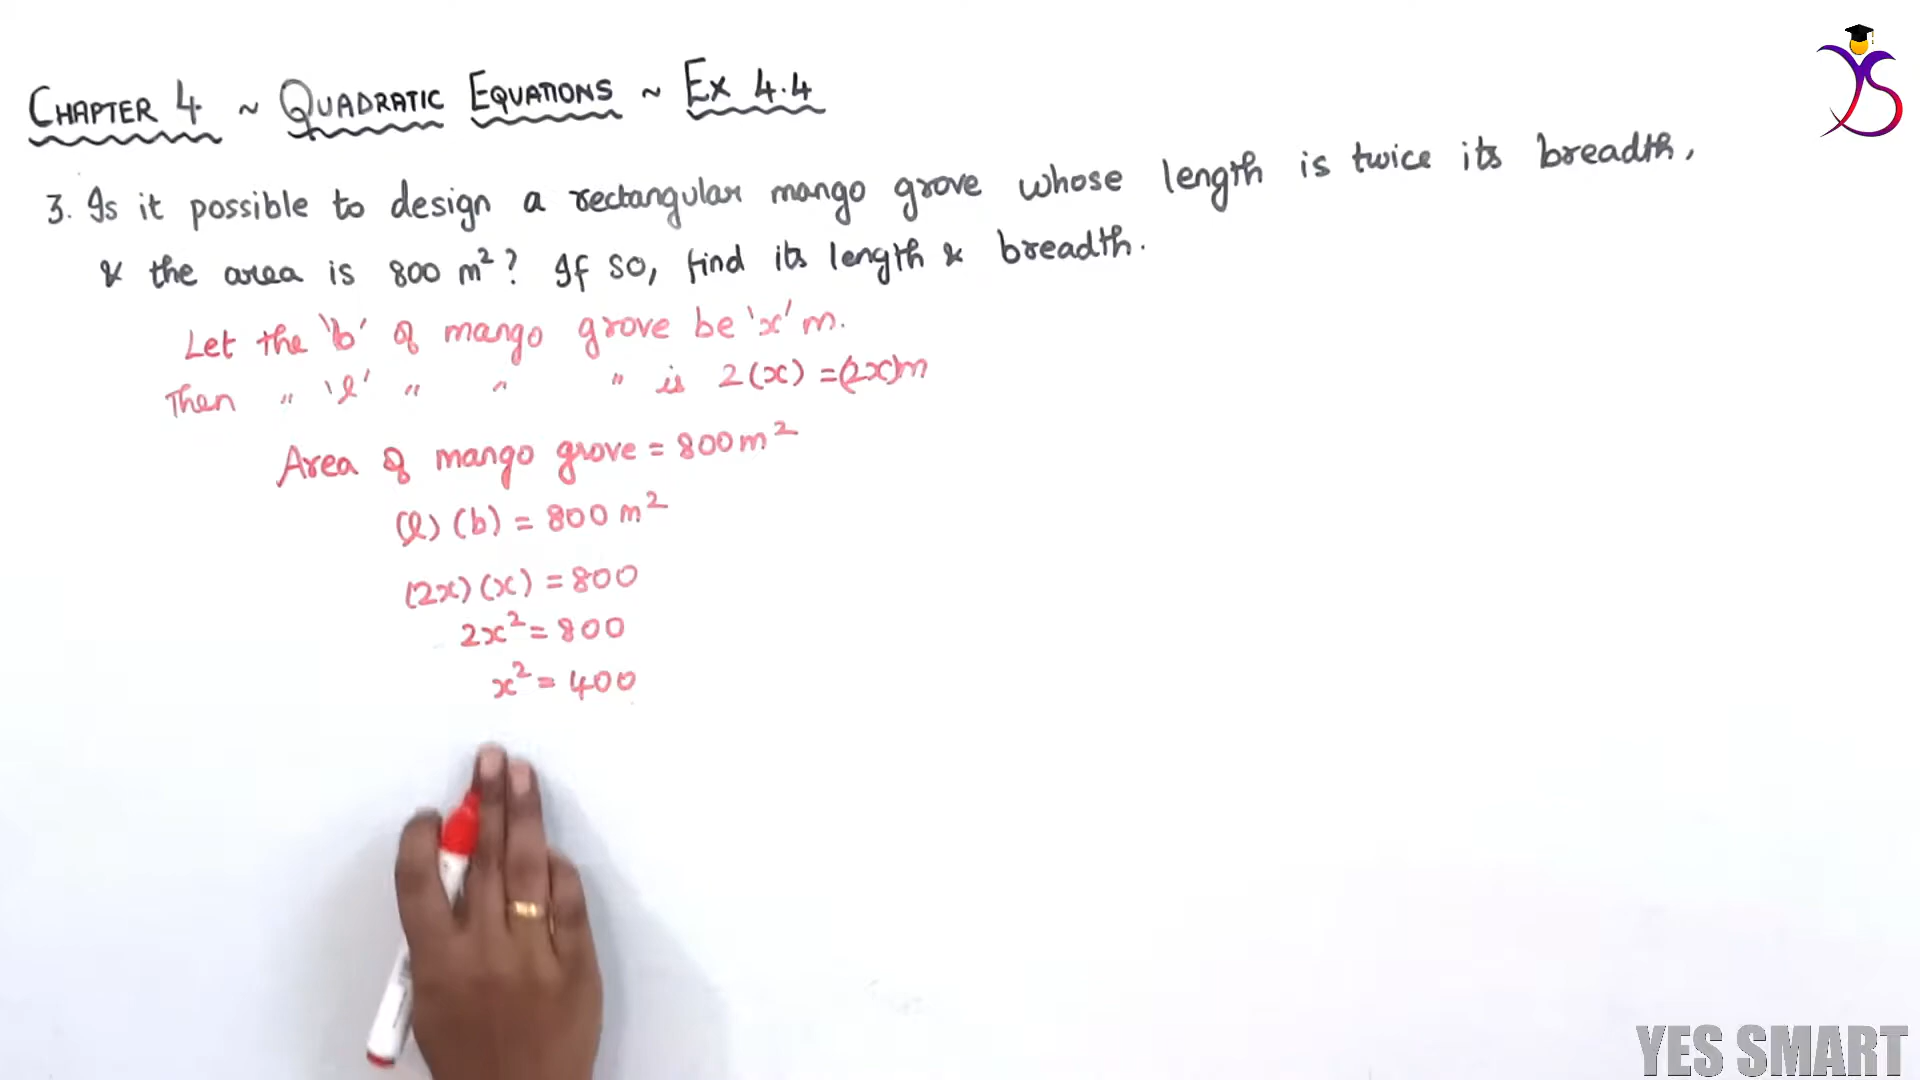 CHAPTER 4 ~ QUADRATIC EQUATIONS ~ EX 4.4
3. Is it possible to design a rectangular mango grove whose length is twice its breadth,
& the area is 800 m²? If so, find its length & breadth.
Let the 'b' of mango grove be 'x' m.
Then " 'l' " " " is 2(x) = (2x)m
Area of mango grove = 800m²
(l) (b) = 800 m²
(2x) (x) = 800
2x² = 800
x² = 400
YES SMART